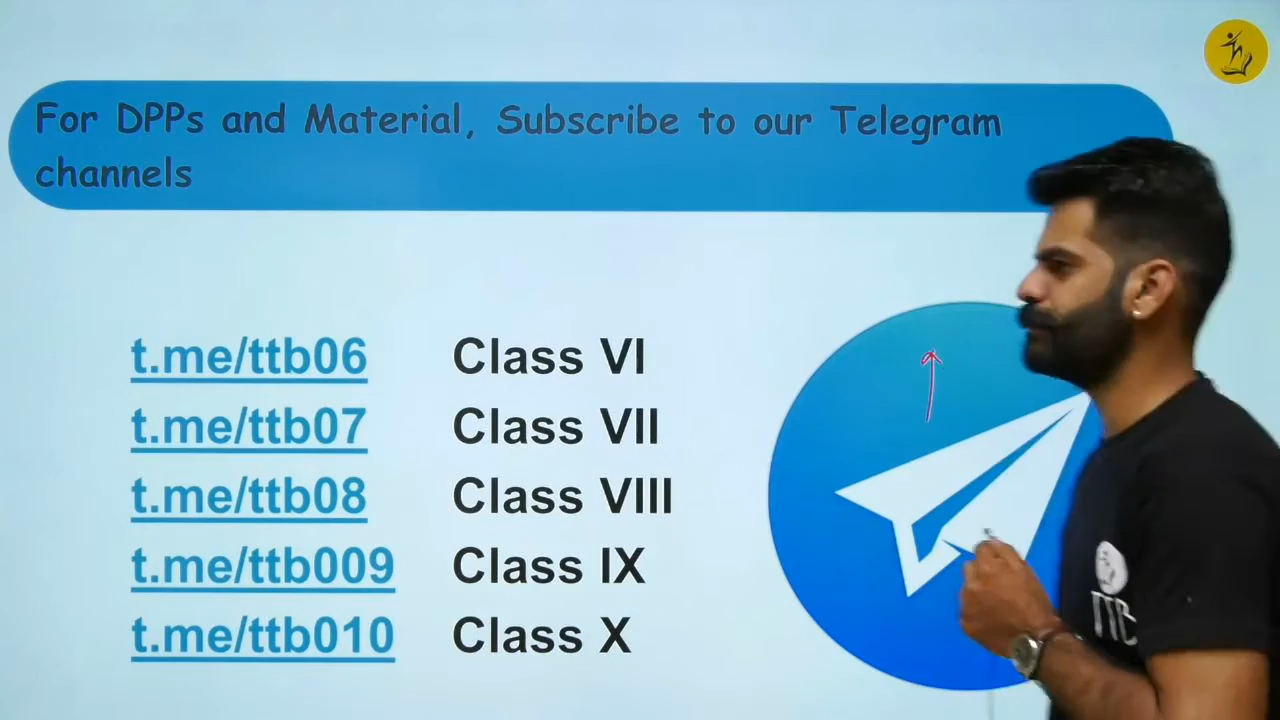 For DPPs and Material, Subscribe to our Telegram
channels
t.me/ttb06 Class VI
t.me/ttb07 Class VII
t.me/ttb08 Class VIII
t.me/ttb009 Class IX
t.me/ttb010 Class X
TTB